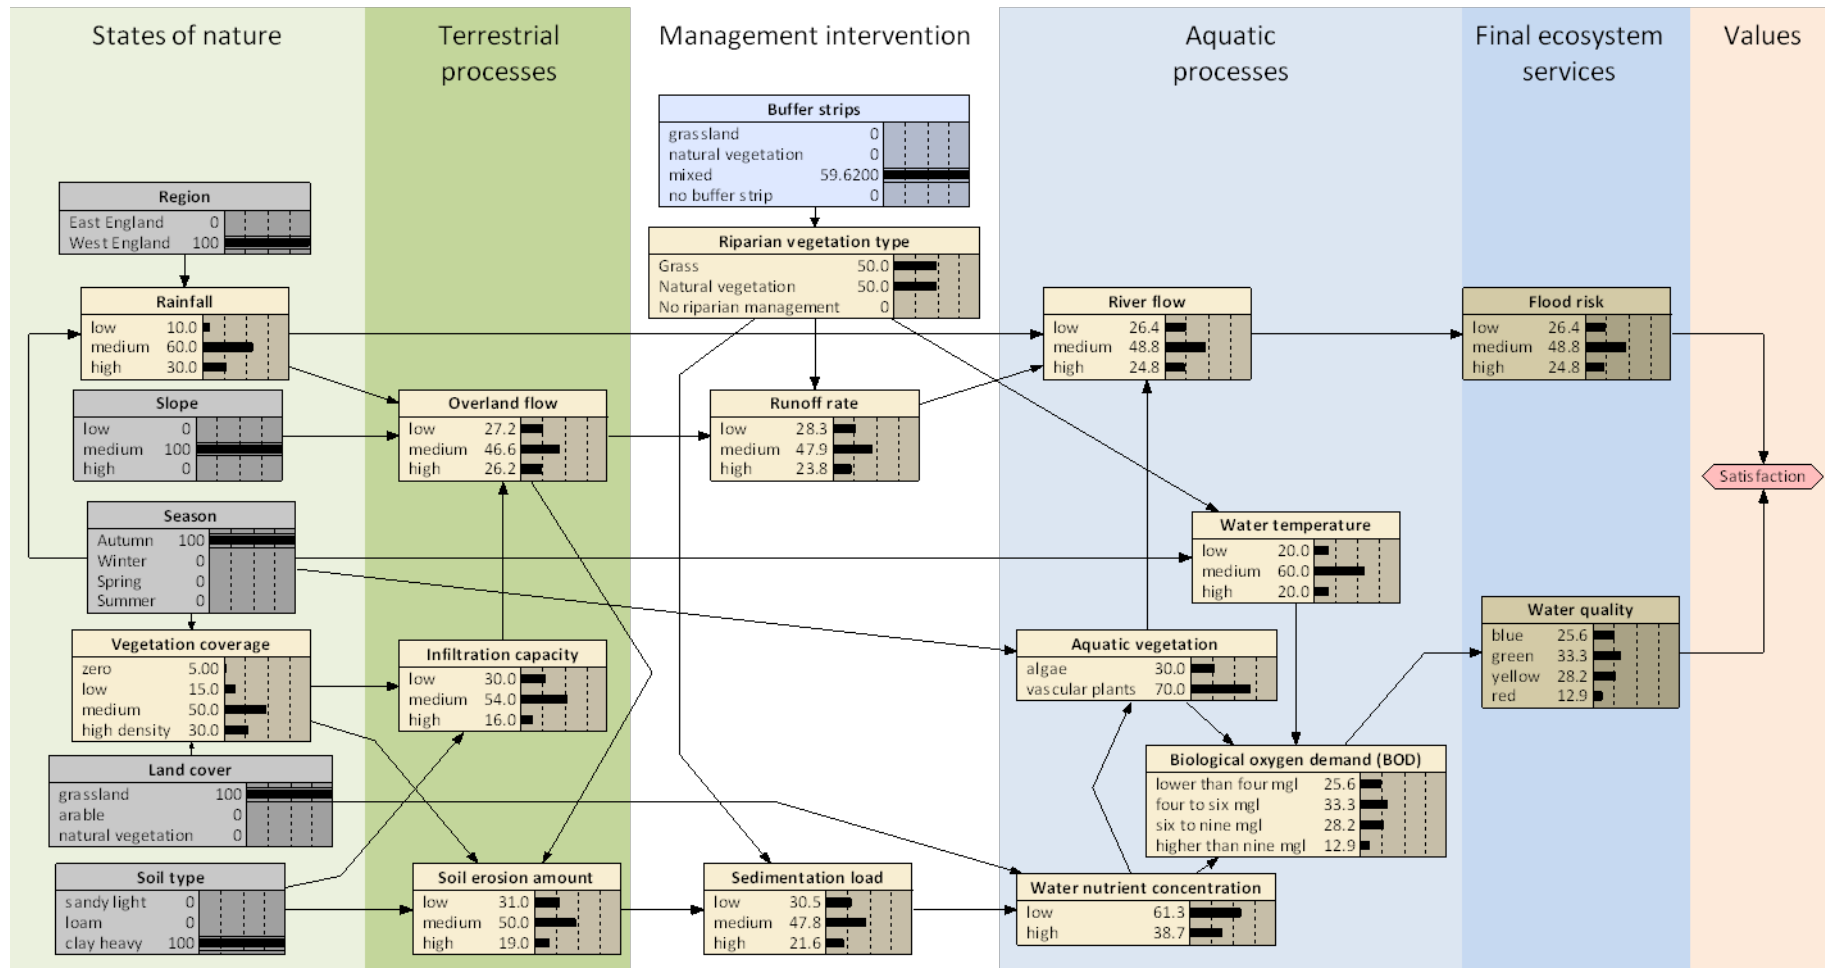 States of nature
Terrestrial
processes
Management intervention
Aquatic
processes
Final ecosystem
services
Values
Buffer strips
grassland 0
natural vegetation 0
mixed 59.6200
no buffer strip 0
Region
East England 0
West England 100
Riparian vegetation type
Grass 50.0
Natural vegetation 50.0
No riparian management 0
Rainfall
low 10.0
medium 60.0
high 30.0
River flow
low 26.4
medium 48.8
high 24.8
Flood risk
low 26.4
medium 48.8
high 24.8
Slope
low 0
medium 100
high 0
Overland flow
low 27.2
medium 46.6
high 26.2
Runoff rate
low 28.3
medium 47.9
high 23.8
Satisfaction
Season
Autumn 100
Winter 0
Spring 0
Summer 0
Water temperature
low 20.0
medium 60.0
high 20.0
Vegetation coverage
zero 5.00
low 15.0
medium 50.0
high density 30.0
Infiltration capacity
low 30.0
medium 54.0
high 16.0
Aquatic vegetation
algae 30.0
vascular plants 70.0
Water quality
blue 25.6
green 33.3
yellow 28.2
red 12.9
Land cover
grassland 100
arable 0
natural vegetation 0
Biological oxygen demand (BOD)
lower than four mgl 25.6
four to six mgl 33.3
six to nine mgl 28.2
higher than nine mgl 12.9
Soil type
sandy light 0
loam 0
clay heavy 100
Soil erosion amount
low 31.0
medium 50.0
high 19.0
Sedimentation load
low 30.5
medium 47.8
high 21.6
Water nutrient concentration
low 61.3
high 38.7